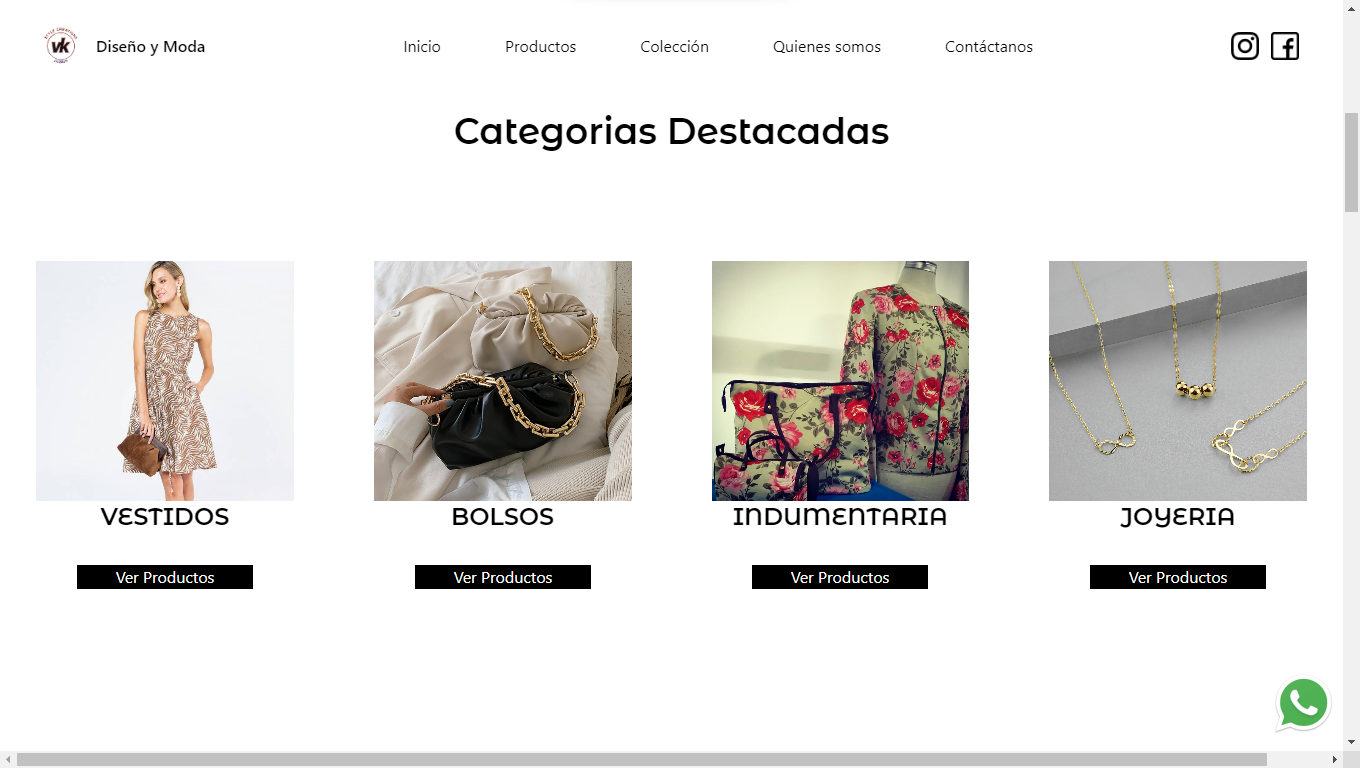 vk
Diseño y Moda
Inicio
Productos
Colección
Quienes somos
Contáctanos
Categorias Destacadas
VESTIDOS
BOLSOS
INDUMENTARIA
JOYERIA
Ver Productos
Ver Productos
Ver Productos
Ver Productos